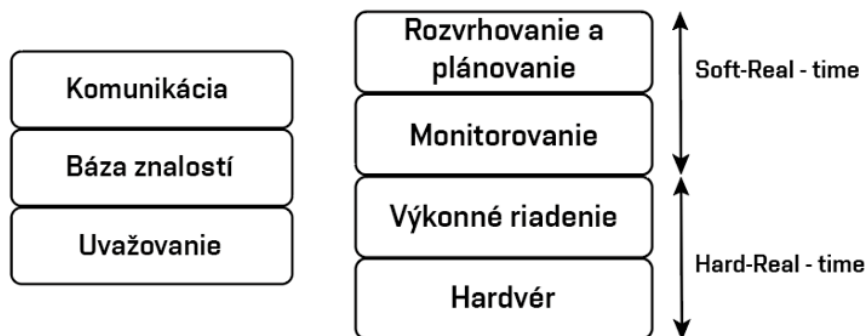 Komunikácia
Báza znalostí
Uvažovanie
Rozvrhovanie a
plánovanie
Monitorovanie
Výkonné riadenie
Hardvér
Soft-Real - time
Hard-Real - time